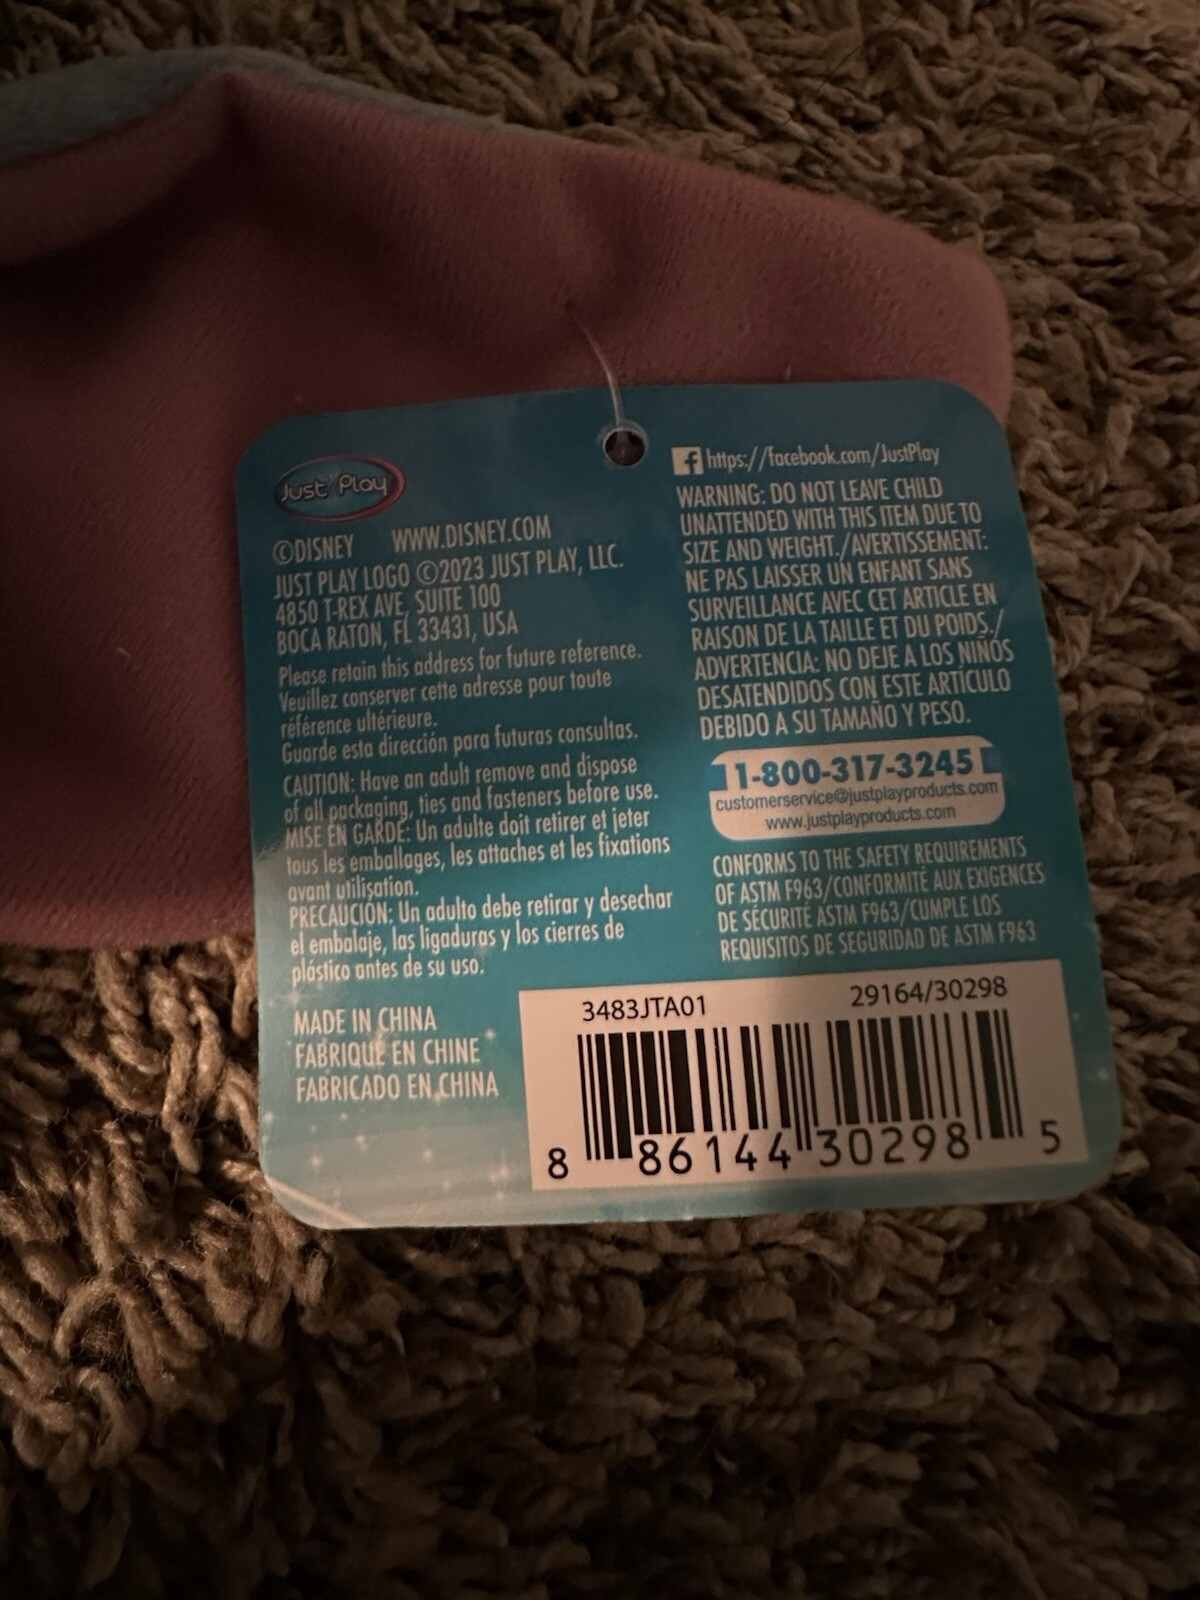 Just Play
©DISNEY WWW.DISNEY.COM
JUST PLAY LOGO ©2023 JUST PLAY, LLC.
4850 T-REX AVE, SUITE 100
BOCA RATON, FL 33431, USA
Please retain this address for future reference.
Veuillez conserver cette adresse pour toute
référence ultérieure.
Guarde esta dirección para futuras consultas.
CAUTION: Have an adult remove and dispose
of all packaging, ties and fasteners before use.
MISE EN GARDE: Un adulte doit retirer et jeter
tous les emballages, les attaches et les fixations
avant utilisation.
PRECAUCIÓN: Un adulto debe retirar y desechar
el embalaje, las ligaduras y los cierres de
plástico antes de su uso.
MADE IN CHINA
FABRIQUÉ EN CHINE
FABRICADO EN CHINA
f https://facebook.com/JustPlay
WARNING: DO NOT LEAVE CHILD
UNATTENDED WITH THIS ITEM DUE TO
SIZE AND WEIGHT./AVERTISSEMENT:
NE PAS LAISSER UN ENFANT SANS
SURVEILLANCE AVEC CET ARTICLE EN
RAISON DE LA TAILLE ET DU POIDS./
ADVERTENCIA: NO DEJE A LOS NIÑOS
DESATENDIDOS CON ESTE ARTÍCULO
DEBIDO A SU TAMAÑO Y PESO.
1-800-317-3245
customerservice@justplayproducts.com
www.justplayproducts.com
CONFORMS TO THE SAFETY REQUIREMENTS
OF ASTM F963/CONFORMITÉ AUX EXIGENCES
DE SÉCURITÉ ASTM F963/CUMPLE LOS
REQUISITOS DE SEGURIDAD DE ASTM F963
3483JTA01 29164/30298
8 86144 30298 5